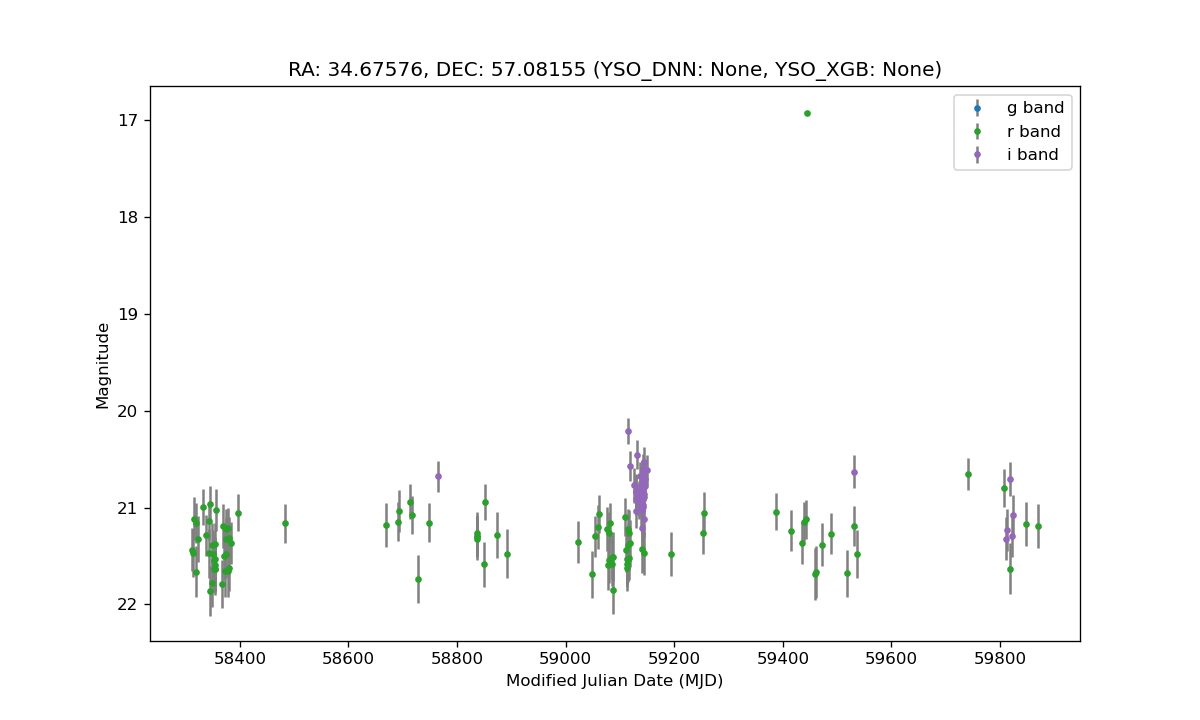 RA: 34.67576, DEC: 57.08155 (YSO_DNN: None, YSO_XGB: None)
g band
r band
i band
17
18
19
20
21
22
Magnitude
58400 58600 58800 59000 59200 59400 59600 59800
Modified Julian Date (MJD)